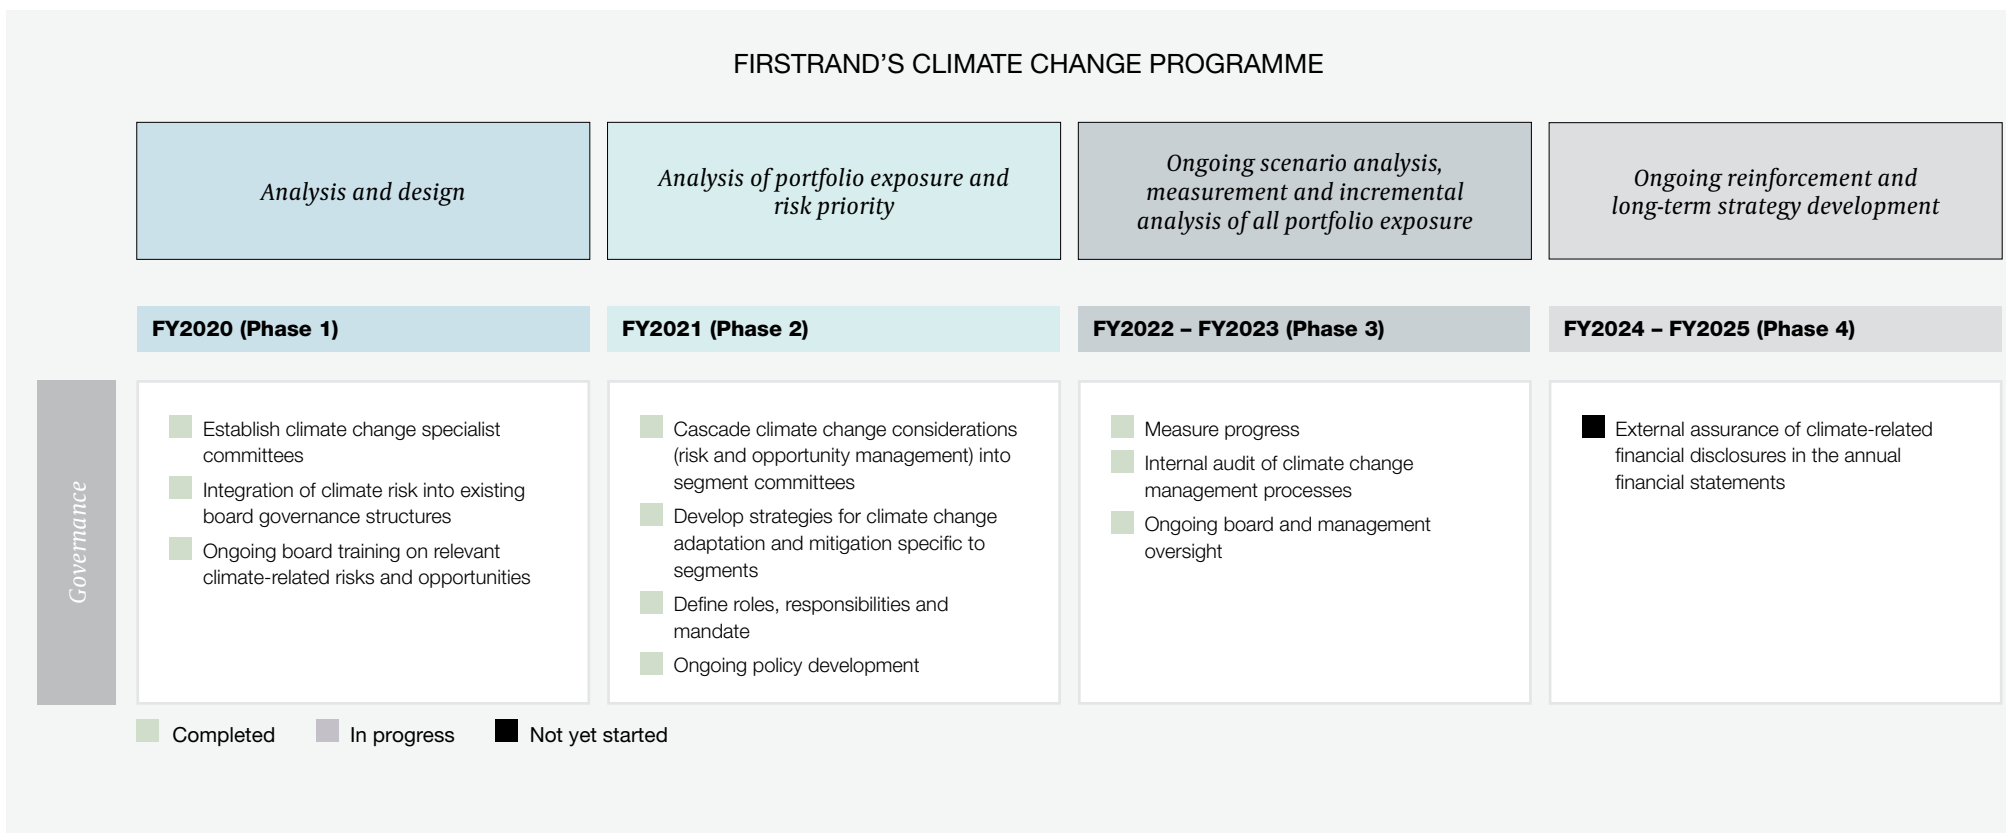 FIRSTRAND’S CLIMATE CHANGE PROGRAMME
Analysis and design
Analysis of portfolio exposure and
risk priority
Ongoing scenario analysis,
measurement and incremental
analysis of all portfolio exposure
Ongoing reinforcement and
long-term strategy development
FY2020 (Phase 1)
FY2021 (Phase 2)
FY2022 – FY2023 (Phase 3)
FY2024 – FY2025 (Phase 4)
Governance
Establish climate change specialist
committees
Integration of climate risk into existing
board governance structures
Ongoing board training on relevant
climate-related risks and opportunities
Cascade climate change considerations
(risk and opportunity management) into
segment committees
Develop strategies for climate change
adaptation and mitigation specific to
segments
Define roles, responsibilities and
mandate
Ongoing policy development
Measure progress
Internal audit of climate change
management processes
Ongoing board and management
oversight
External assurance of climate-related
financial disclosures in the annual
financial statements
Completed
In progress
Not yet started